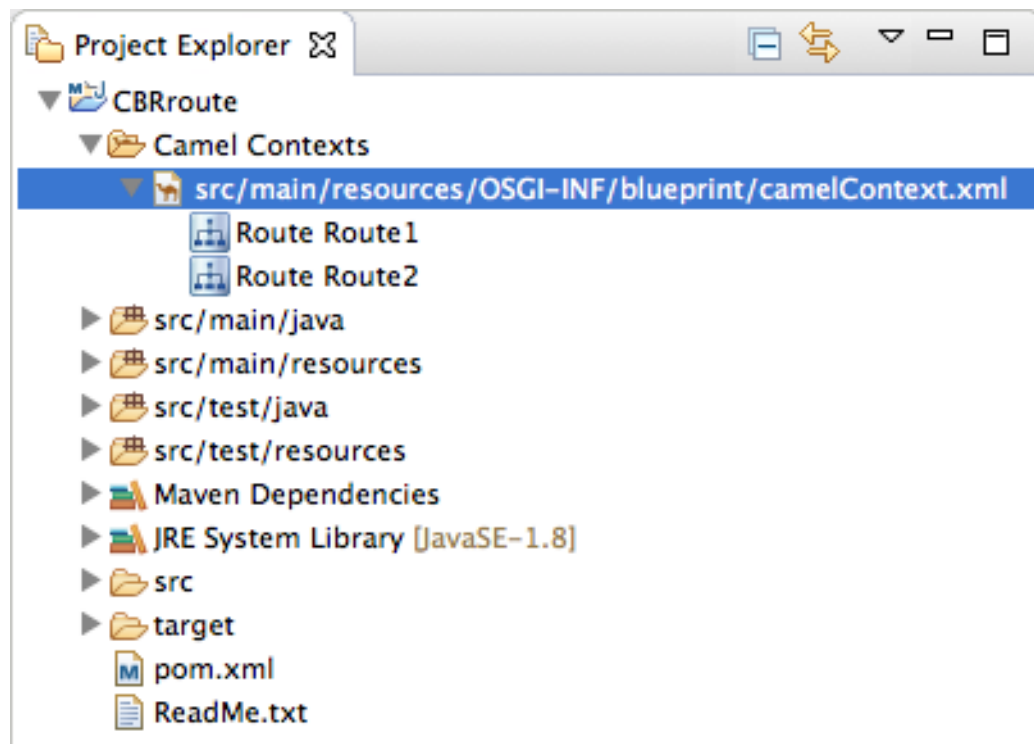 Project Explorer
CBRroute
Camel Contexts
src/main/resources/OSGI-INF/blueprint/camelContext.xml
Route Route1
Route Route2
src/main/java
src/main/resources
src/test/java
src/test/resources
Maven Dependencies
JRE System Library [JavaSE-1.8]
src
target
pom.xml
ReadMe.txt